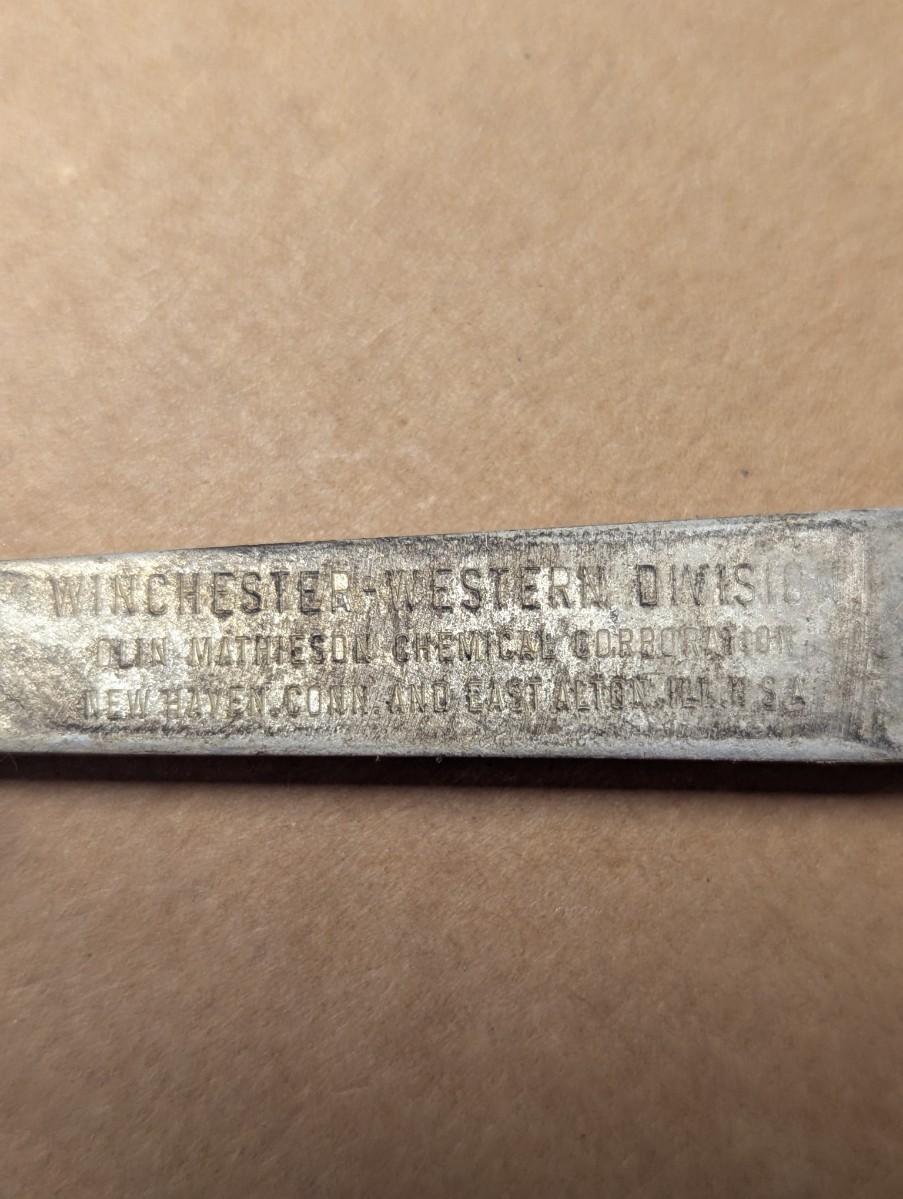 WINCHESTER-WESTERN DIVISIO
OLIN MATHIESON CHEMICAL CORPORATION
NEW HAVEN, CONN. AND EAST ALTON, ILL. U.S.A